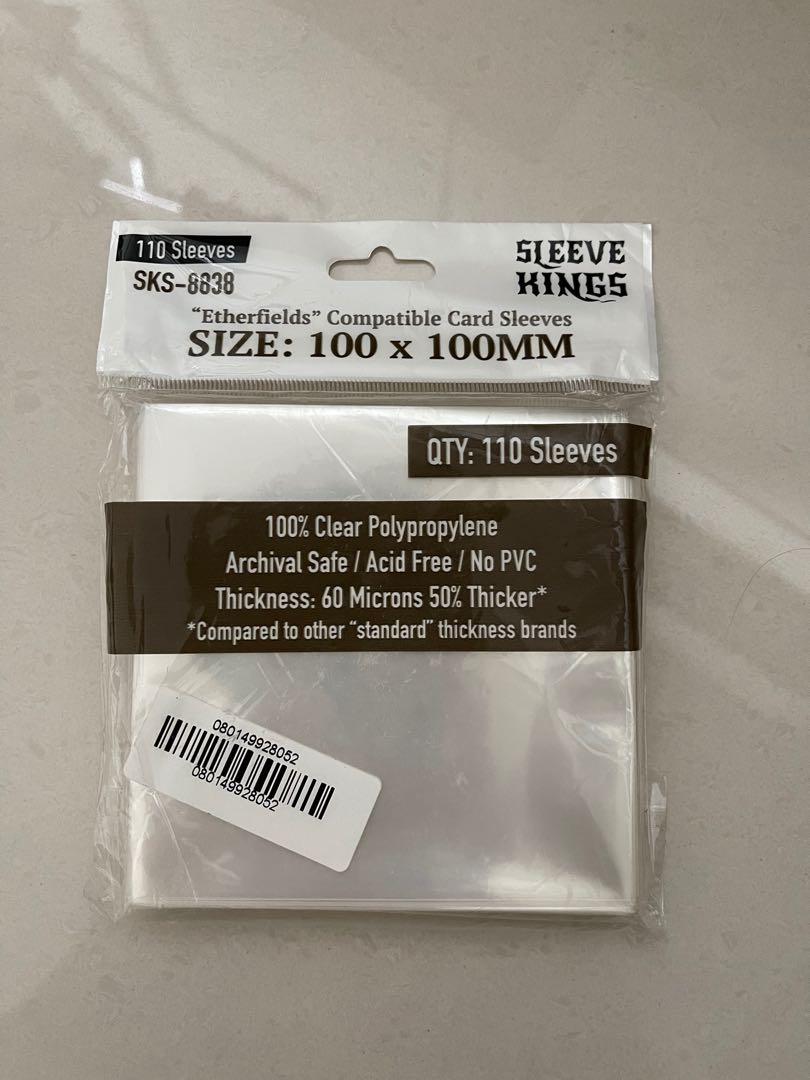 110 Sleeves
SKS-8838
SLEEVE
KINGS
“Etherfields” Compatible Card Sleeves
SIZE: 100 x 100MM
QTY: 110 Sleeves
100% Clear Polypropylene
Archival Safe / Acid Free / No PVC
Thickness: 60 Microns 50% Thicker*
*Compared to other “standard” thickness brands
080149928052
080149928052